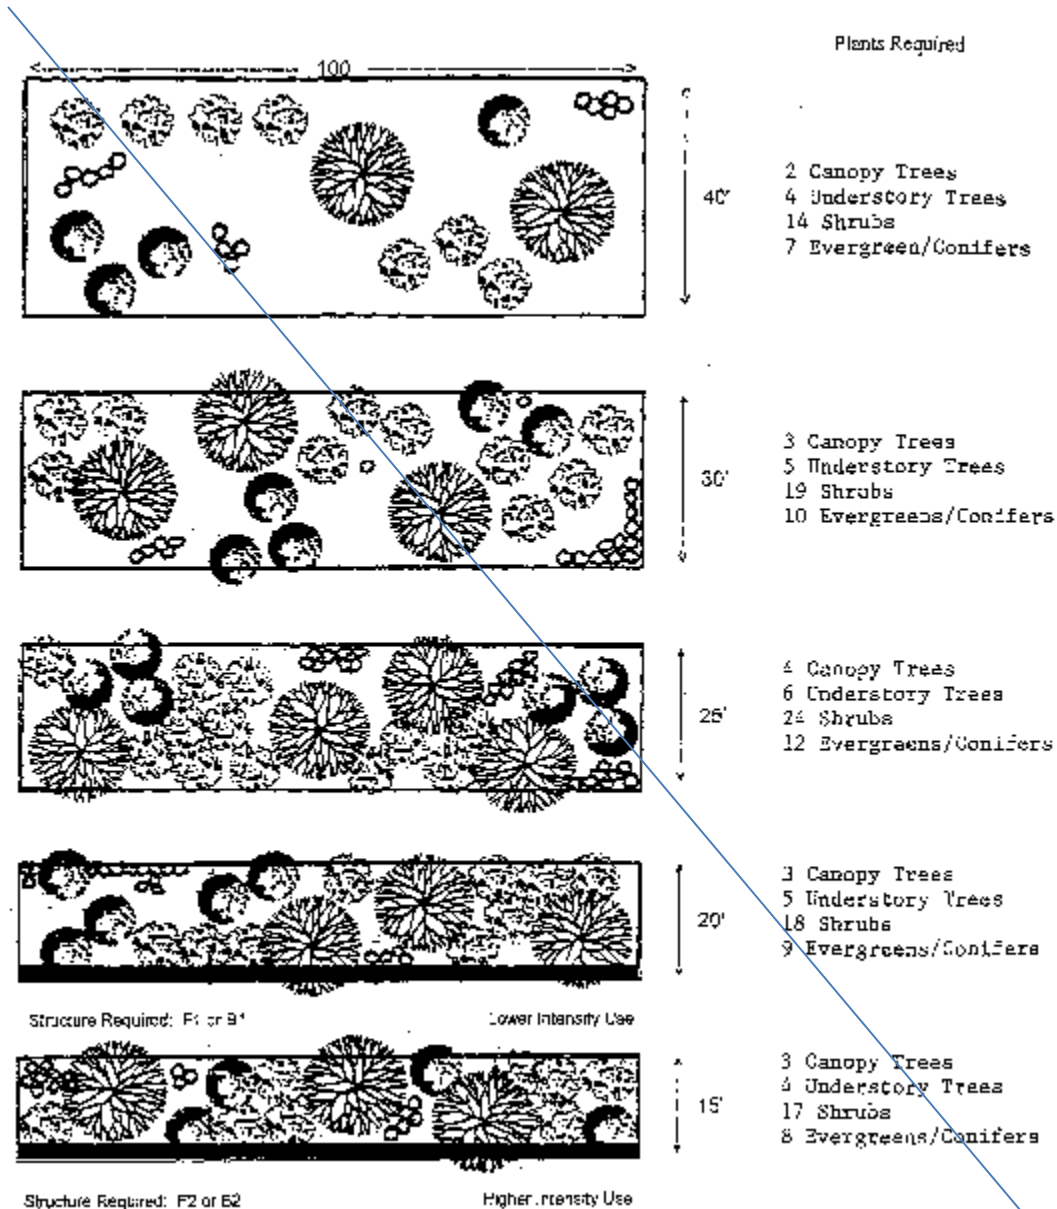 Plants Required
100
40'
2 Canopy Trees
4 Understory Trees
14 Shrubs
7 Evergreen/Conifers
30'
3 Canopy Trees
5 Understory Trees
19 Shrubs
10 Evergreens/Conifers
25'
4 Canopy Trees
6 Understory Trees
24 Shrubs
12 Evergreens/Conifers
20'
3 Canopy Trees
5 Understory Trees
18 Shrubs
9 Evergreens/Conifers
Structure Required: F1 or B1
Lower Intensity Use
15'
3 Canopy Trees
4 Understory Trees
17 Shrubs
8 Evergreens/Conifers
Structure Required: F2 or B2
Higher Intensity Use